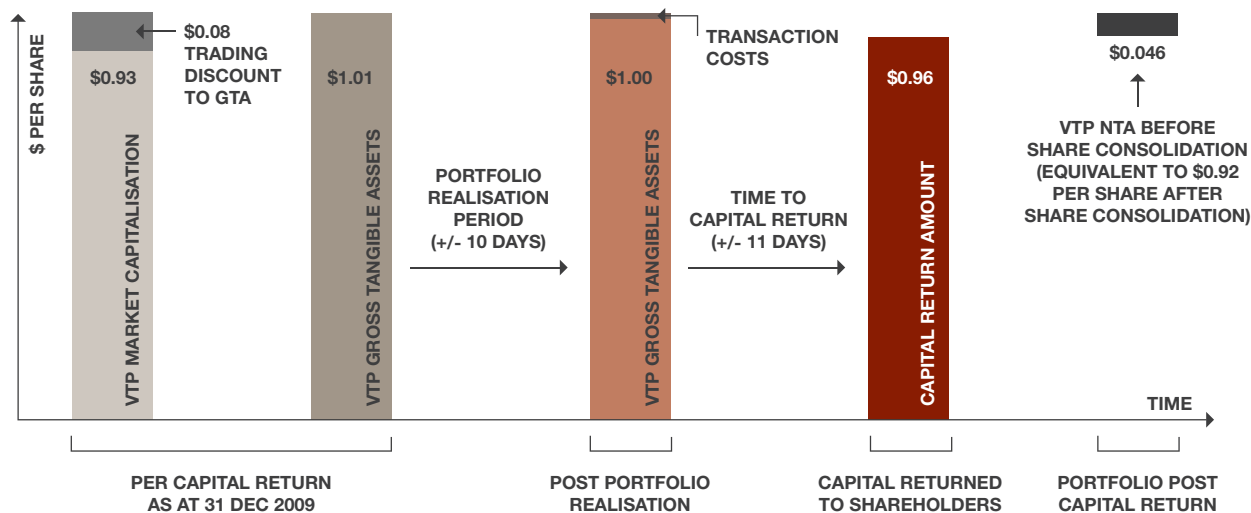 $ PER SHARE
$0.93
VTP MARKET CAPITALISATION
$0.08
TRADING
DISCOUNT
TO GTA
$1.01
VTP GROSS TANGIBLE ASSETS
PORTFOLIO
REALISATION
PERIOD
(+/- 10 DAYS)
$1.00
VTP GROSS TANGIBLE ASSETS
TRANSACTION
COSTS
TIME TO
CAPITAL RETURN
(+/- 11 DAYS)
$0.96
CAPITAL RETURN AMOUNT
$0.046
VTP NTA BEFORE
SHARE CONSOLIDATION
(EQUIVALENT TO $0.92
PER SHARE AFTER
SHARE CONSOLIDATION)
TIME
PER CAPITAL RETURN
AS AT 31 DEC 2009
POST PORTFOLIO
REALISATION
CAPITAL RETURNED
TO SHAREHOLDERS
PORTFOLIO POST
CAPITAL RETURN